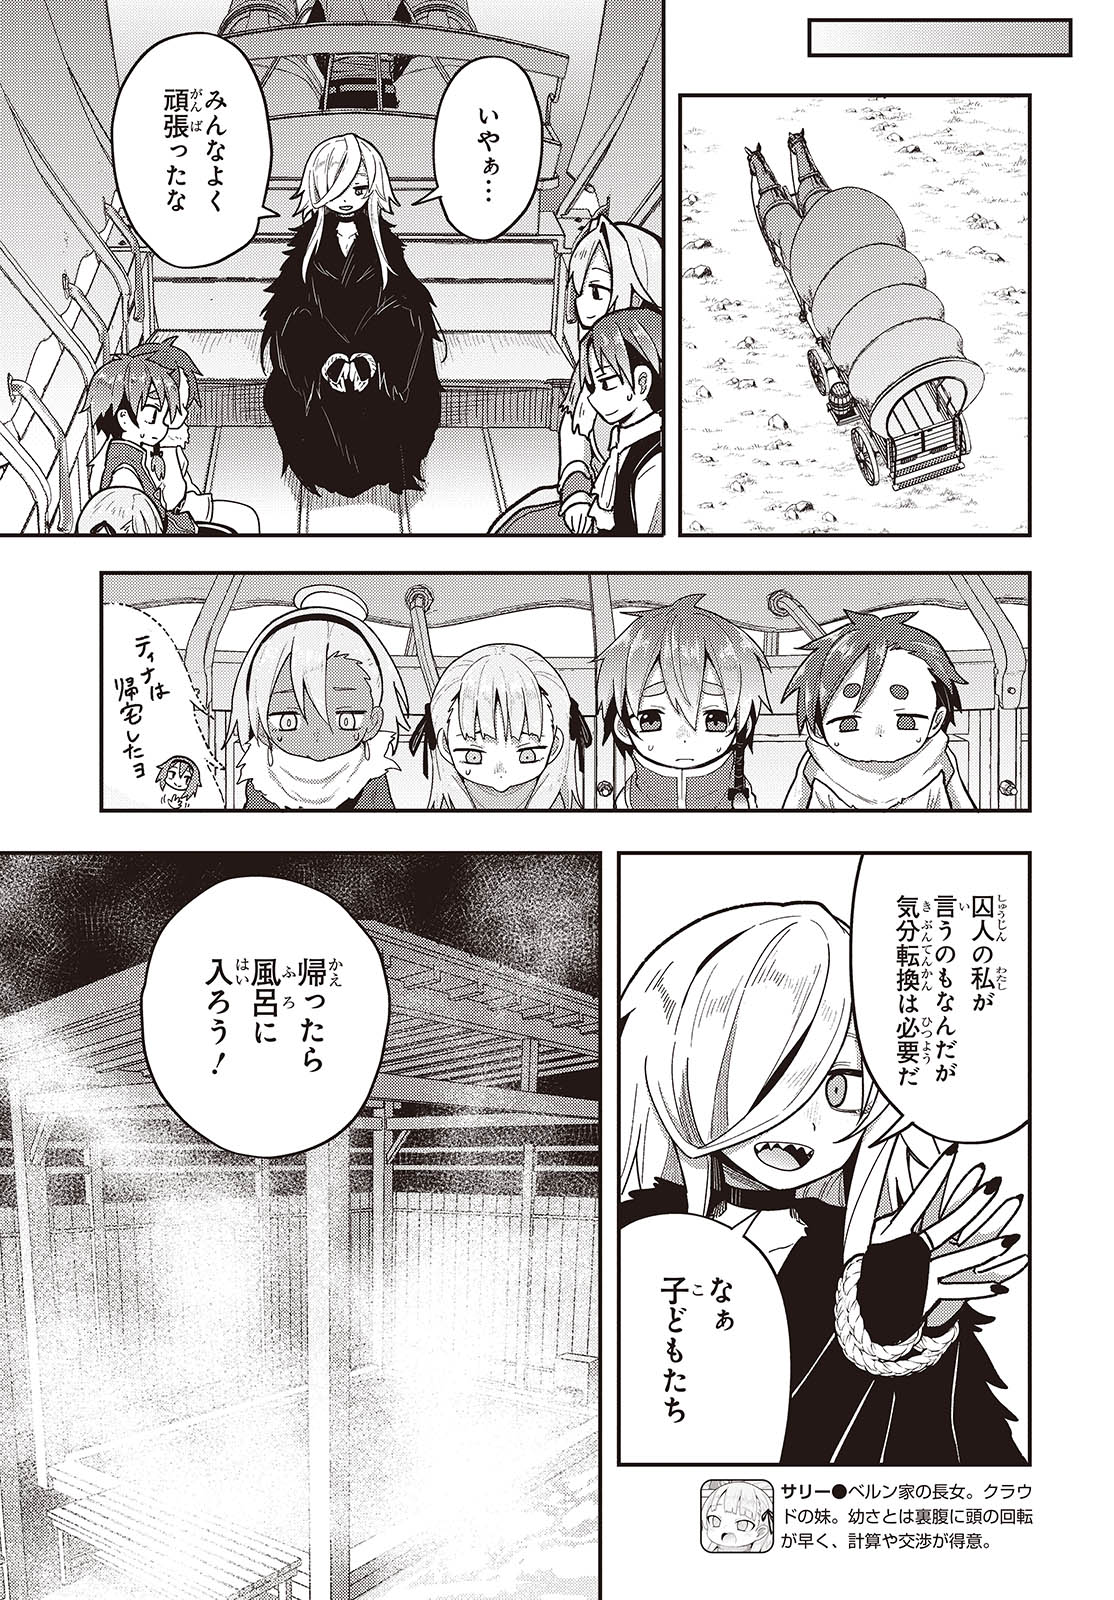 いやぁ…
みんなよく
頑張ったな
ティナは
帰宅したヨ
囚人の私が
言うのもなんだが
気分転換は必要だ
なぁ
子どもたち
帰ったら
風呂に
入ろう！
サリー●ベルン家の長女。クラウ
ドの妹。幼さとは裏腹に頭の回転
が早く、計算や交渉が得意。